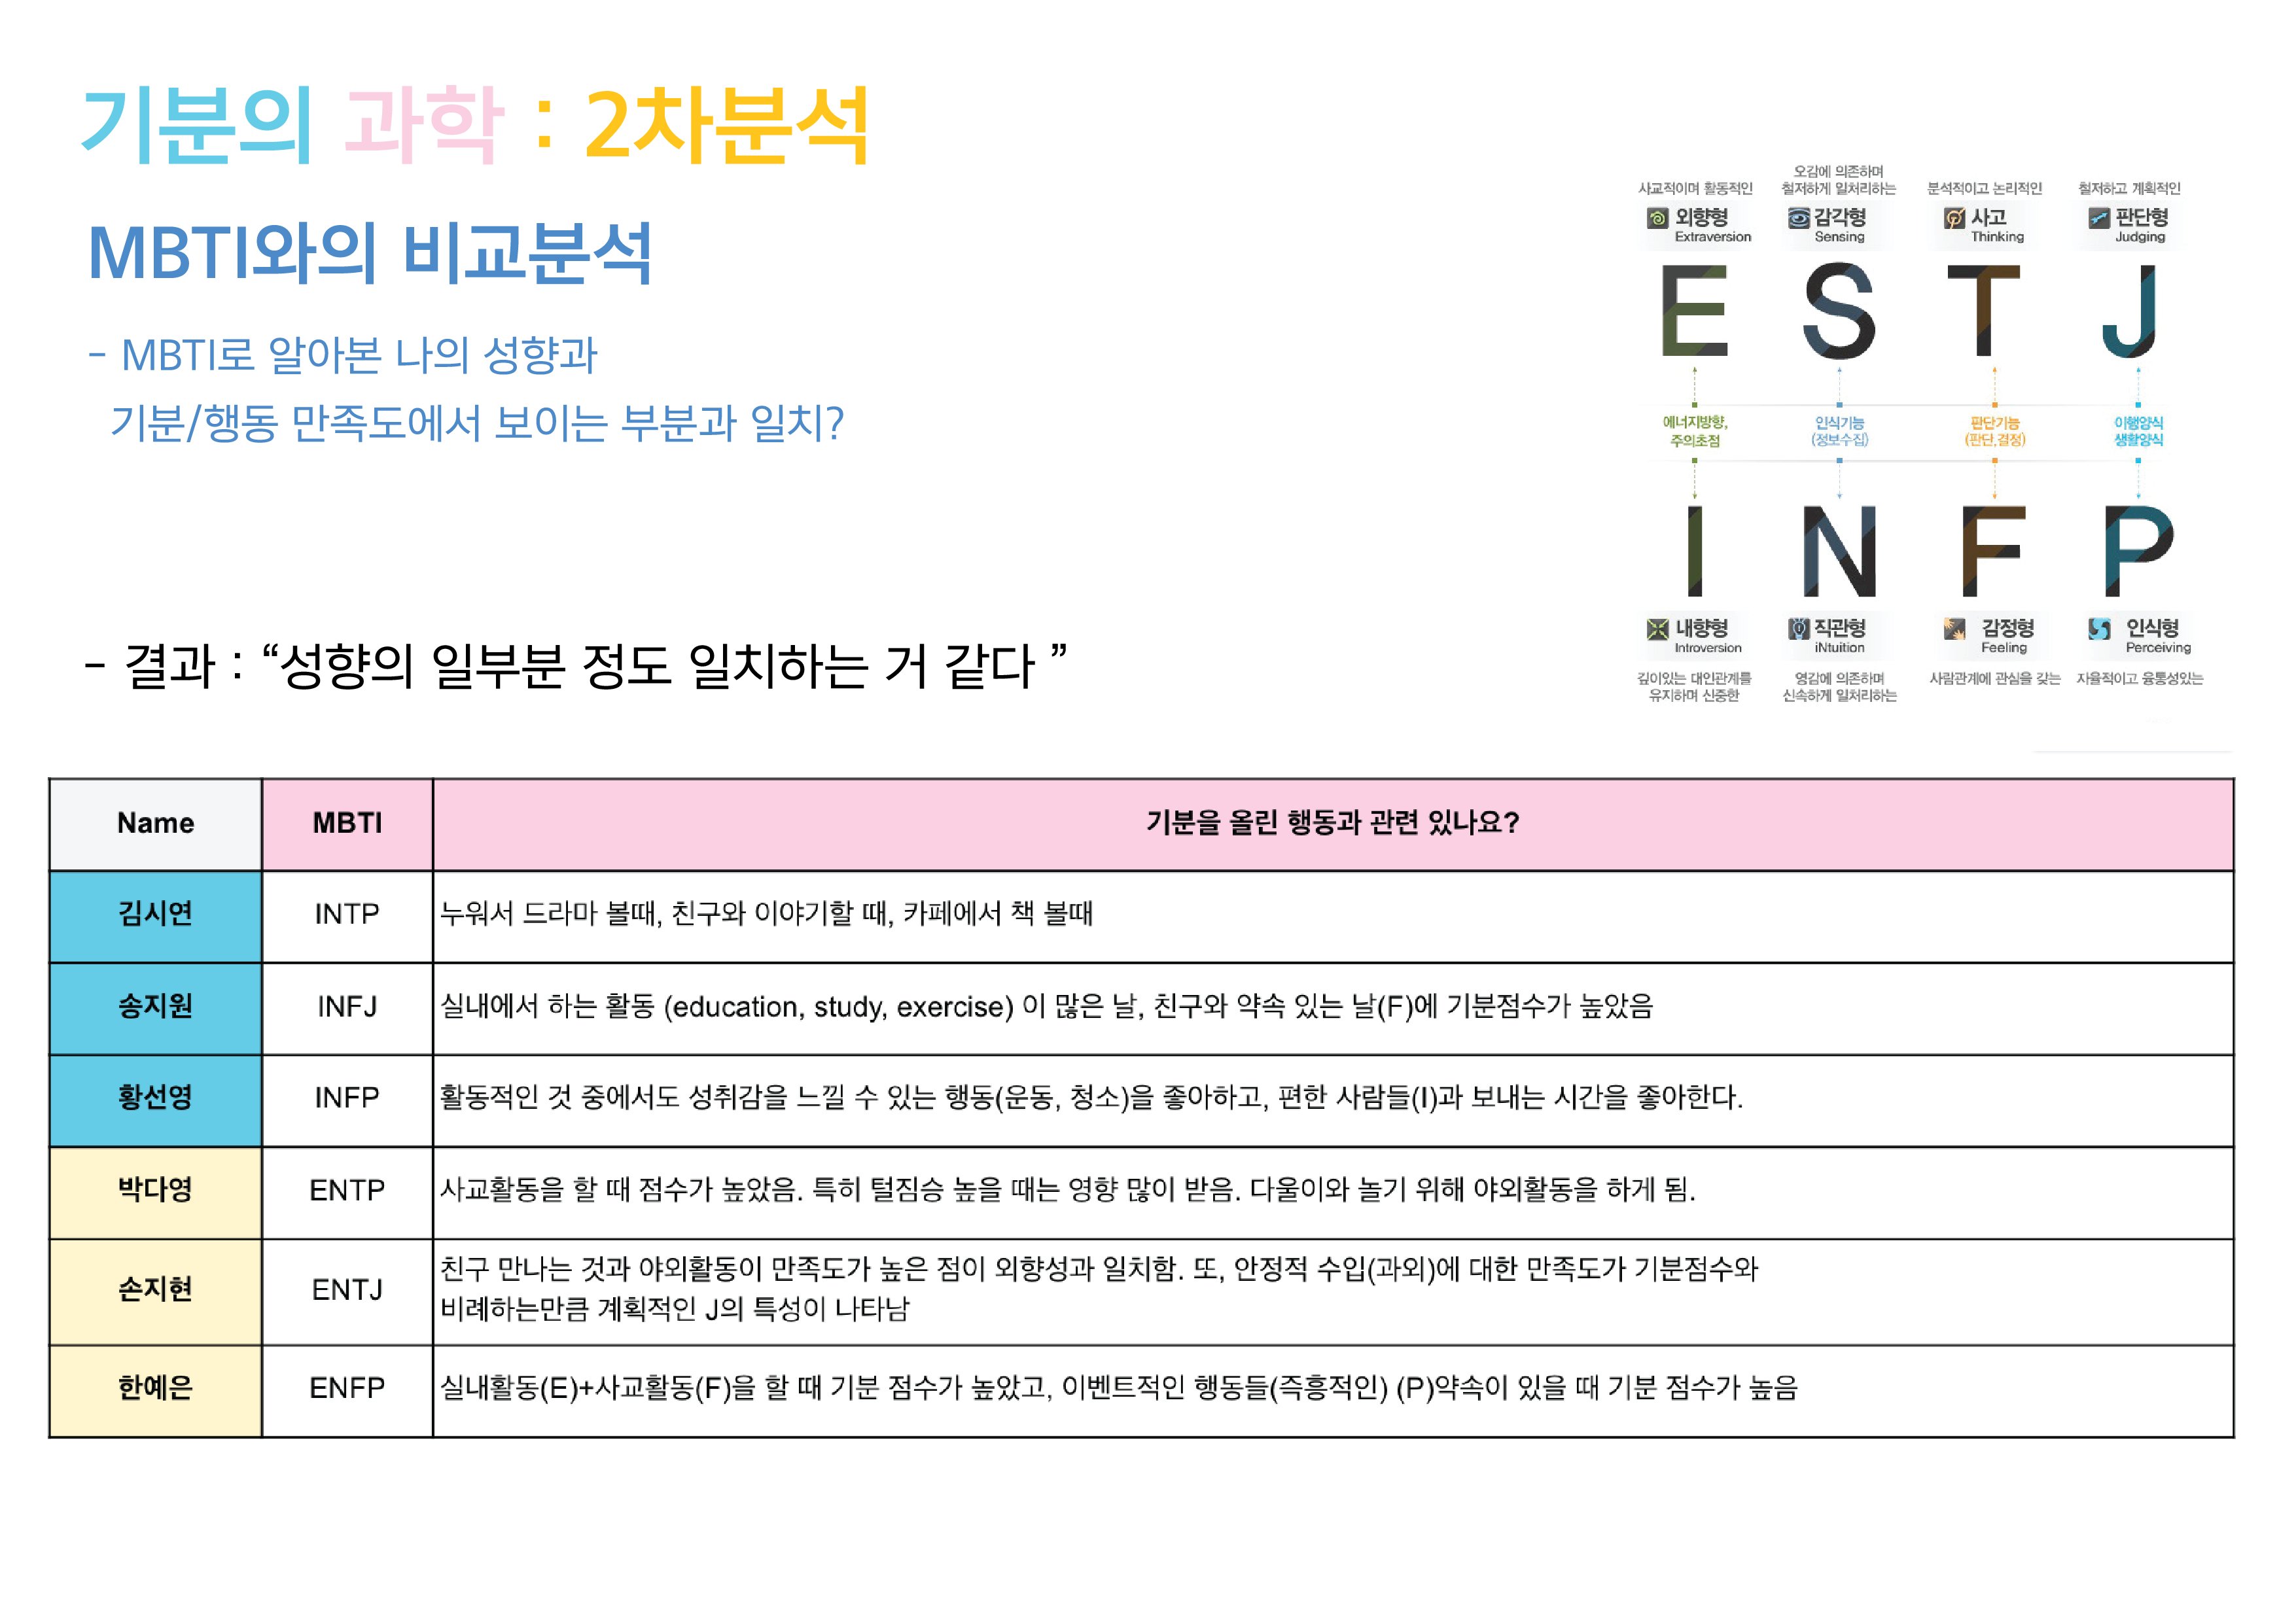 기분의 과학 : 2차분석
MBTI와의 비교분석
- MBTI로 알아본 나의 성향과
기분/행동 만족도에서 보이는 부분과 일치?
- 결과 : “성향의 일부분 정도 일치하는 거 같다 ”
사교적이며 활동적인
오감에 의존하며
철저하게 일처리하는
분석적이고 논리적인
철저하고 계획적인
외향형 Extraversion
감각형 Sensing
사고 Thinking
판단형 Judging
E S T J
에너지방향,
주의초점
인식기능
(정보수집)
판단기능
(판단,결정)
이행양식
생활양식
I N F P
내향형 Introversion
직관형 iNtuition
감정형 Feeling
인식형 Perceiving
깊이있는 대인관계를
유지하며 신중한
영감에 의존하며
신속하게 일처리하는
사람관계에 관심을 갖는
자율적이고 융통성있는
Name MBTI 기분을 올린 행동과 관련 있나요?
김시연 INTP 누워서 드라마 볼때, 친구와 이야기할 때, 카페에서 책 볼때
송지원 INFJ 실내에서 하는 활동 (education, study, exercise) 이 많은 날, 친구와 약속 있는 날(F)에 기분점수가 높았음
황선영 INFP 활동적인 것 중에서도 성취감을 느낄 수 있는 행동(운동, 청소)을 좋아하고, 편한 사람들(I)과 보내는 시간을 좋아한다.
박다영 ENTP 사교활동을 할 때 점수가 높았음. 특히 털짐승 높을 때는 영향 많이 받음. 다울이와 놀기 위해 야외활동을 하게 됨.
손지현 ENTJ 친구 만나는 것과 야외활동이 만족도가 높은 점이 외향성과 일치함. 또, 안정적 수입(과외)에 대한 만족도가 기분점수와
비례하는만큼 계획적인 J의 특성이 나타남
한예은 ENFP 실내활동(E)+사교활동(F)을 할 때 기분 점수가 높았고, 이벤트적인 행동들(즉흥적인) (P)약속이 있을 때 기분 점수가 높음